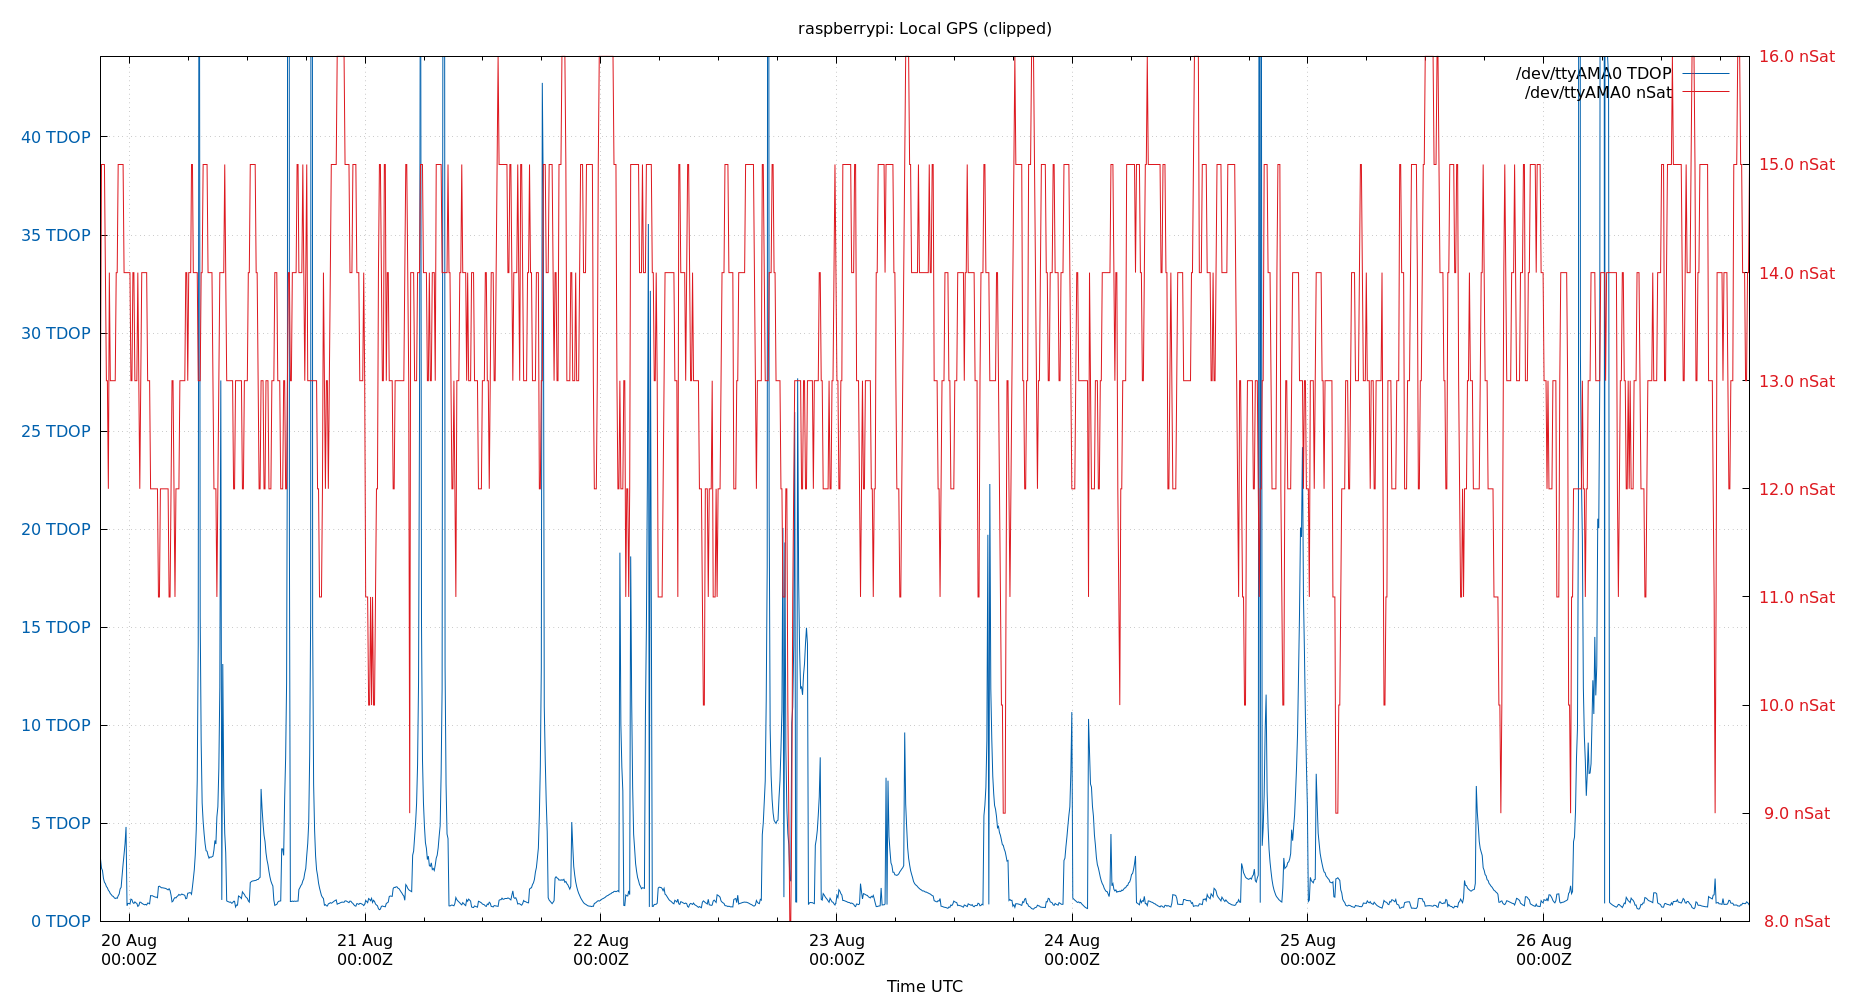 raspberrypi: Local GPS (clipped)
/dev/ttyAMA0 TDOP
/dev/ttyAMA0 nSat
40 TDOP
35 TDOP
30 TDOP
25 TDOP
20 TDOP
15 TDOP
10 TDOP
5 TDOP
0 TDOP
16.0 nSat
15.0 nSat
14.0 nSat
13.0 nSat
12.0 nSat
11.0 nSat
10.0 nSat
9.0 nSat
8.0 nSat
20 Aug
00:00Z
21 Aug
00:00Z
22 Aug
00:00Z
23 Aug
00:00Z
24 Aug
00:00Z
25 Aug
00:00Z
26 Aug
00:00Z
Time UTC